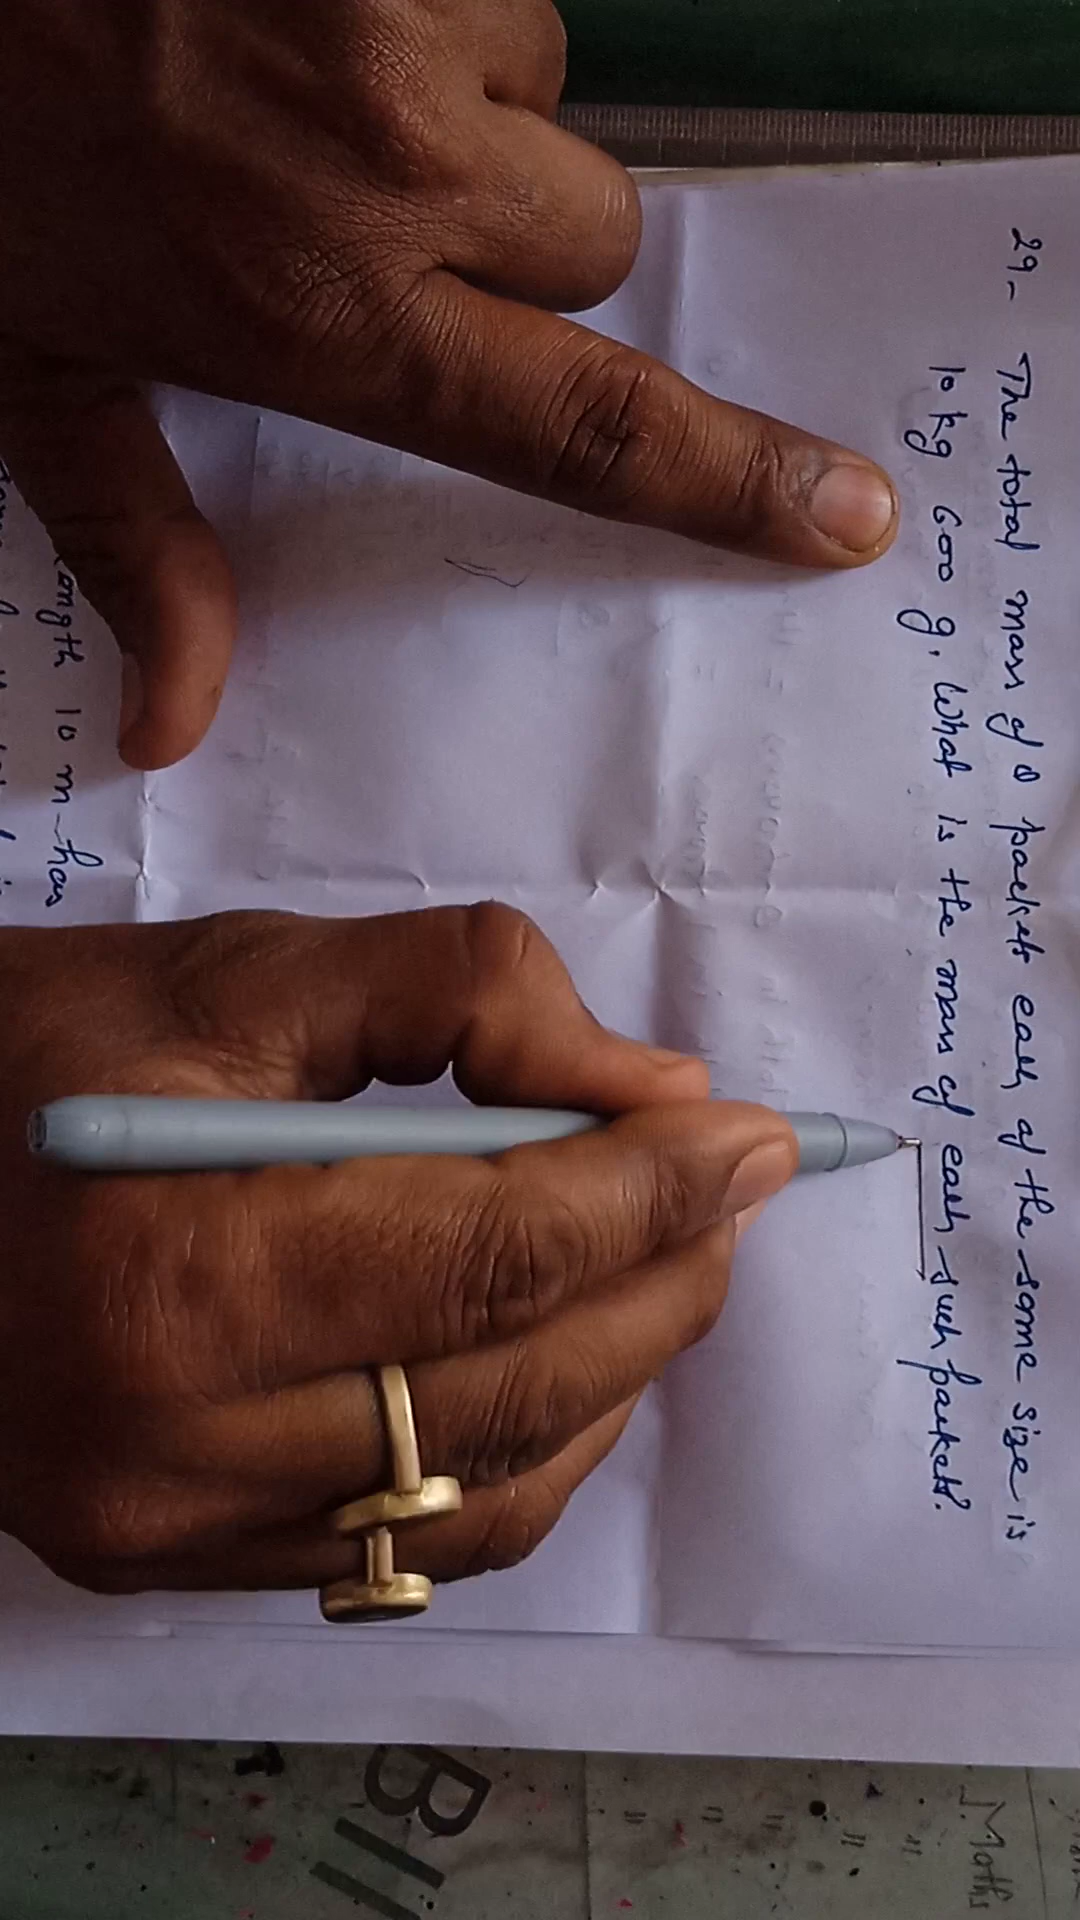 29- The total mass of 8 packets each of the same size is
10 kg 600 g. What is the mass of each such packets.
length 10 m has
Maths
B//